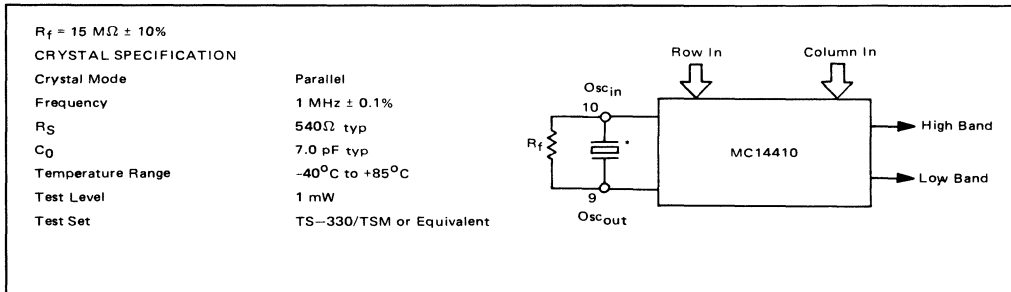 Rf = 15 MΩ ± 10%
CRYSTAL SPECIFICATION
Crystal Mode Parallel
Frequency 1 MHz ± 0.1%
RS 540Ω typ
C0 7.0 pF typ
Temperature Range -40°C to +85°C
Test Level 1 mW
Test Set TS–330/TSM or Equivalent
Row In Column In
Oscin
10
Rf
*
MC14410
High Band
Low Band
9
Oscout